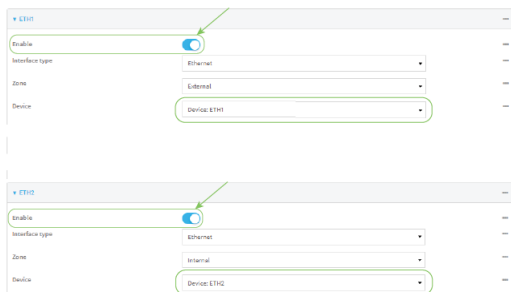 ▾ ETH1
Enable
Interface type Ethernet
Zone External
Device Device: ETH1
▾ ETH2
Enable
Interface type Ethernet
Zone Internal
Device Device: ETH2